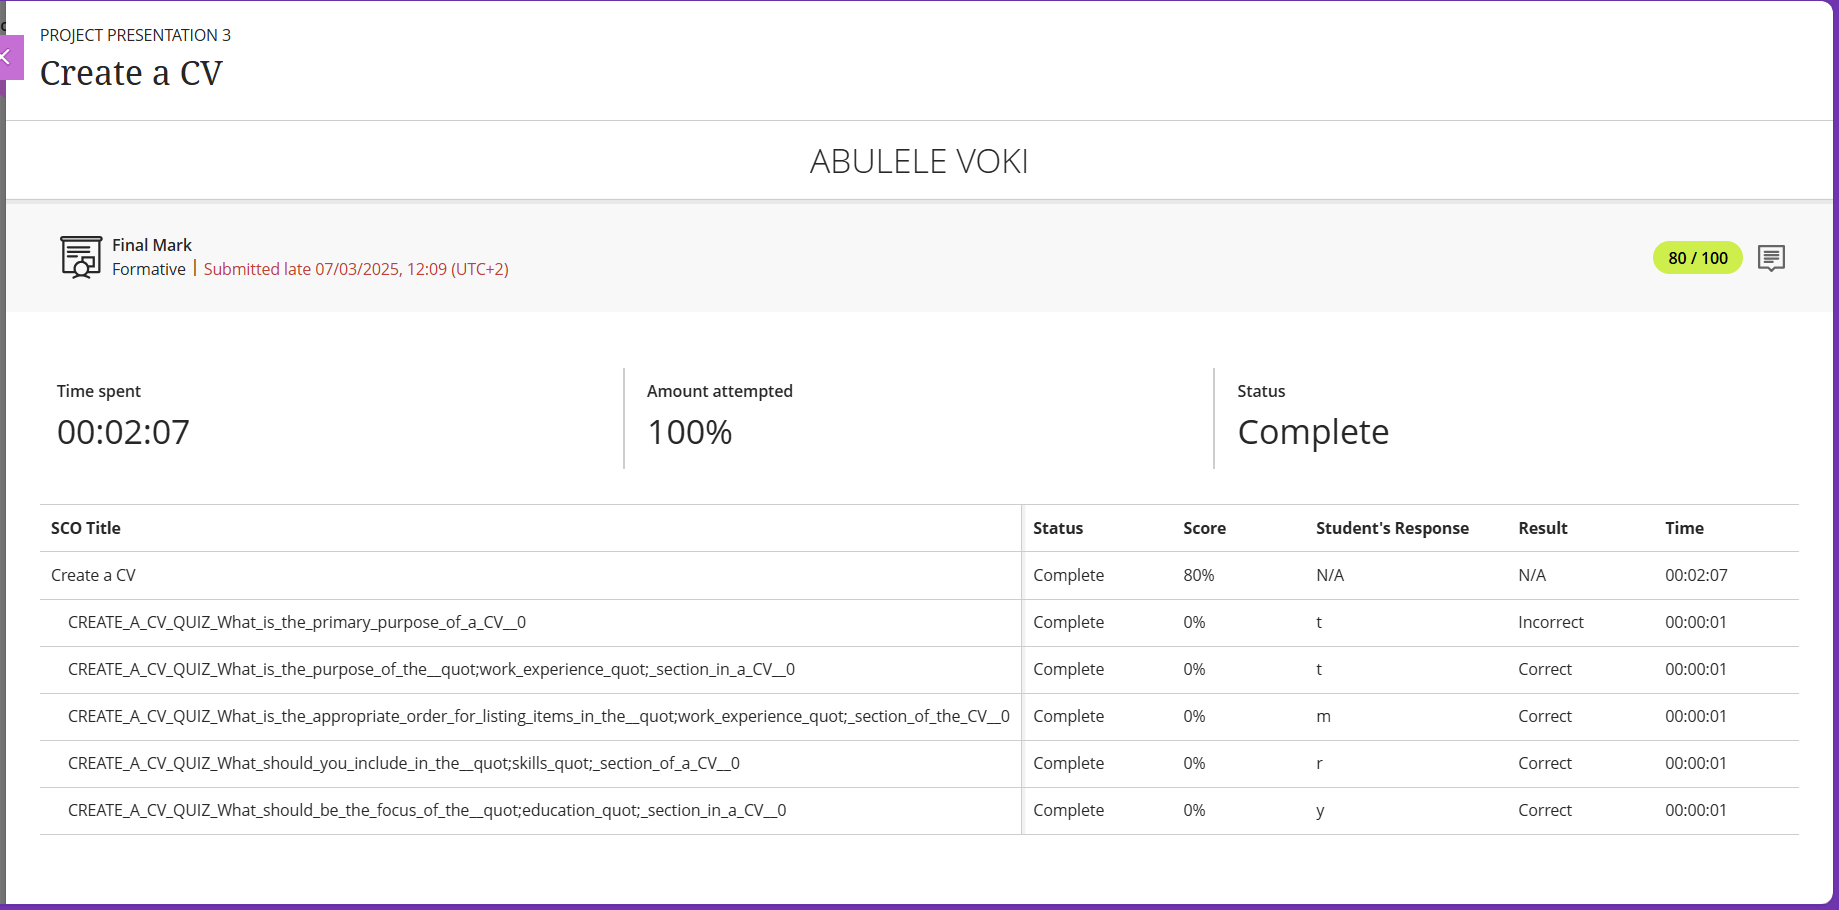 PROJECT PRESENTATION 3
Create a CV
ABULELE VOKI
Final Mark
Formative | Submitted late 07/03/2025, 12:09 (UTC+2)
80 / 100
Time spent
00:02:07
Amount attempted
100%
Status
Complete
SCO Title Status Score Student's Response Result Time
Create a CV Complete 80% N/A N/A 00:02:07
CREATE_A_CV_QUIZ_What_is_the_primary_purpose_of_a_CV__0 Complete 0% t Incorrect 00:00:01
CREATE_A_CV_QUIZ_What_is_the_purpose_of_the__quot;work_experience_quot;_section_in_a_CV__0 Complete 0% t Correct 00:00:01
CREATE_A_CV_QUIZ_What_is_the_appropriate_order_for_listing_items_in_the__quot;work_experience_quot;_section_of_the_CV__0 Complete 0% m Correct 00:00:01
CREATE_A_CV_QUIZ_What_should_you_include_in_the__quot;skills_quot;_section_of_a_CV__0 Complete 0% r Correct 00:00:01
CREATE_A_CV_QUIZ_What_should_be_the_focus_of_the__quot;education_quot;_section_in_a_CV__0 Complete 0% y Correct 00:00:01